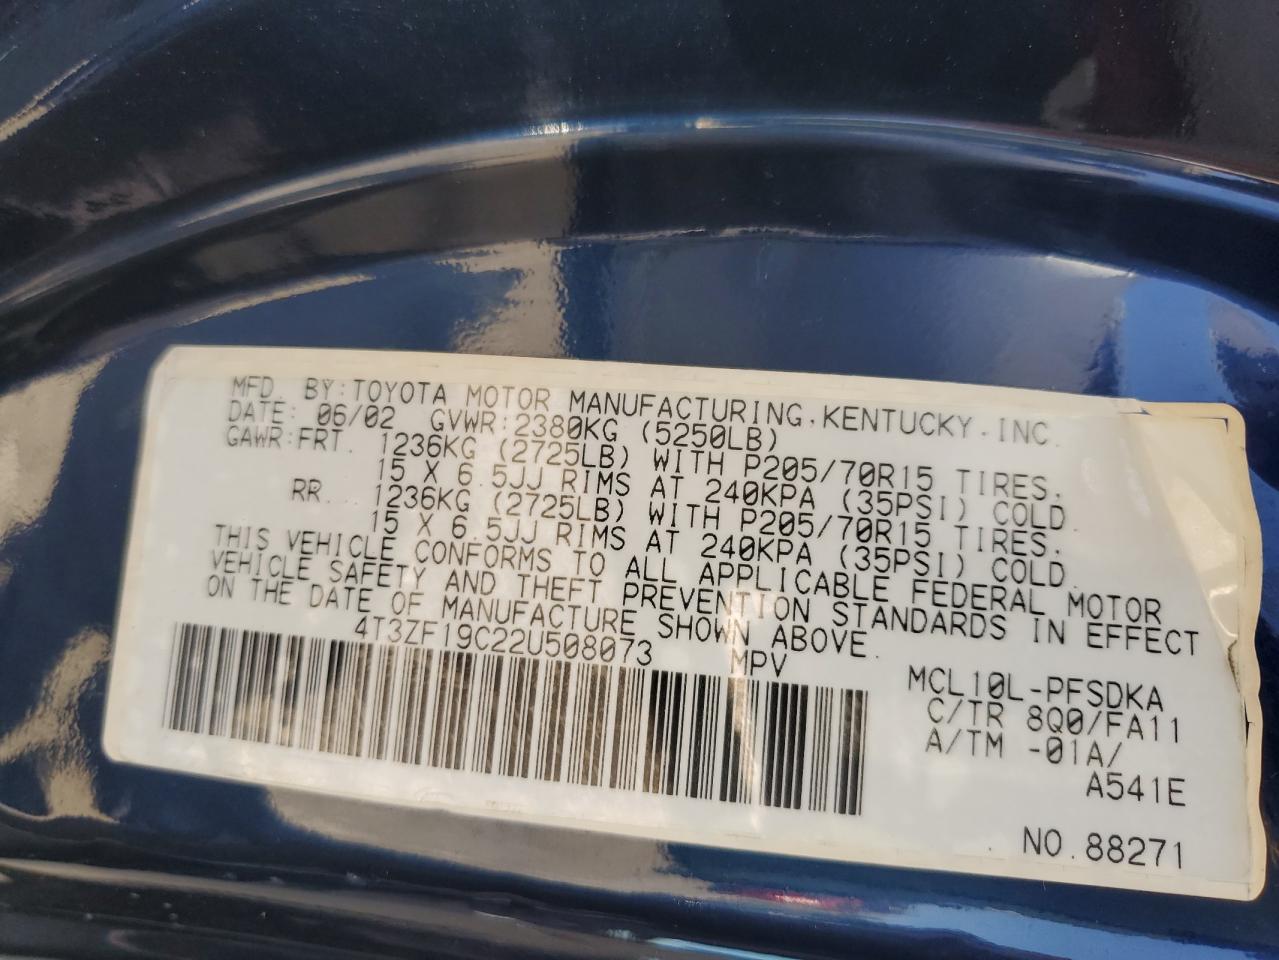 MFD. BY:TOYOTA MOTOR MANUFACTURING,KENTUCKY,INC.
DATE: 06/02 GVWR:2380KG (5250LB)
GAWR:FRT. 1236KG (2725LB) WITH P205/70R15 TIRES,
15 X 6.5JJ RIMS AT 240KPA (35PSI) COLD.
RR. 1236KG (2725LB) WITH P205/70R15 TIRES.
15 X 6.5JJ RIMS AT 240KPA (35PSI) COLD.
THIS VEHICLE CONFORMS TO ALL APPLICABLE FEDERAL MOTOR
VEHICLE SAFETY AND THEFT PREVENTION STANDARDS IN EFFECT
ON THE DATE OF MANUFACTURE SHOWN ABOVE.
4T3ZF19C22U508073 MPV
MCL10L-PFSDKA
C/TR 8Q0/FA11
A/TM -01A/
A541E
NO.88271